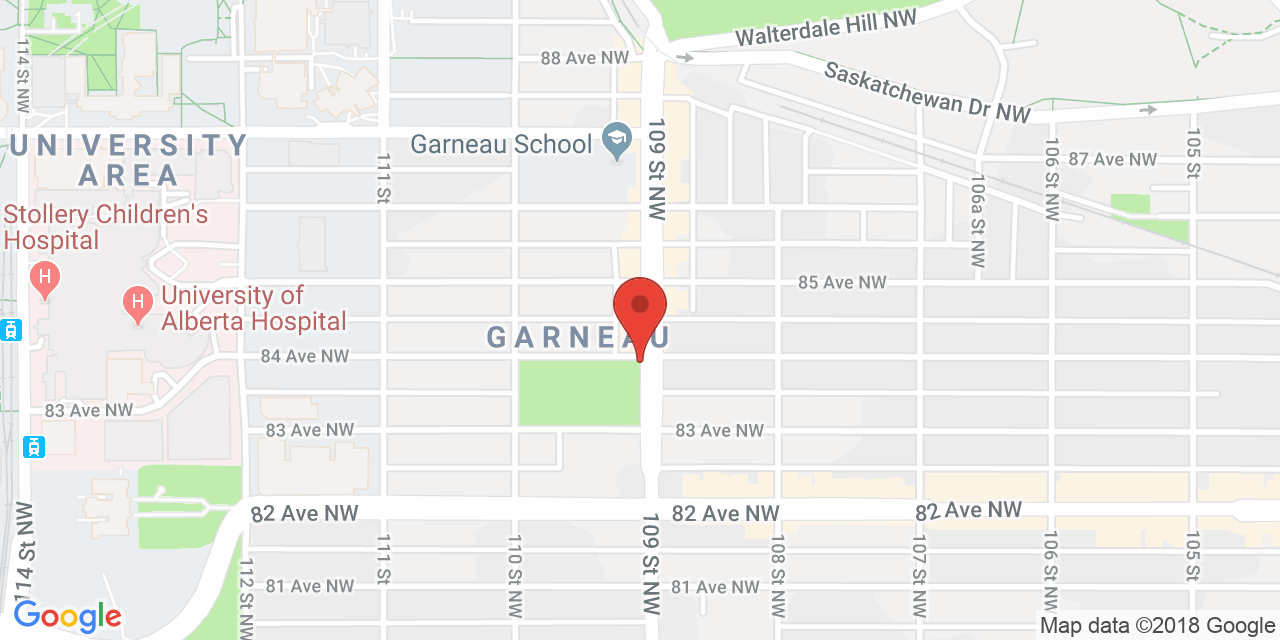 Walterdale Hill NW
88 Ave NW
Saskatchewan Dr NW
114 St NW
UNIVERSITY
AREA
Garneau School
109 St NW
111 St
87 Ave NW
106 St NW
105 St
106a St NW
Stollery Children's
Hospital
H
H
University of
Alberta Hospital
85 Ave NW
GARNEAU
84 Ave NW
83 Ave NW
83 Ave NW
83 Ave NW
114 St NW
82 Ave NW
82 Ave NW
82 Ave NW
109 St NW
112 St NW
111 St
110 St NW
108 St NW
107 St NW
106 St NW
105 St
81 Ave NW
81 Ave NW
Google
Map data ©2018 Google